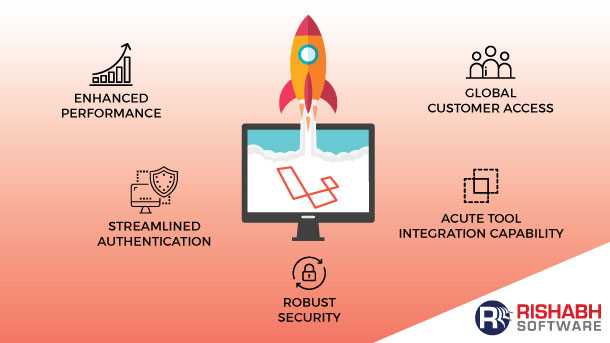 ENHANCED
PERFORMANCE
GLOBAL
CUSTOMER ACCESS
STREAMLINED
AUTHENTICATION
ACUTE TOOL
INTEGRATION CAPABILITY
ROBUST
SECURITY
R
RISHABH
SOFTWARE